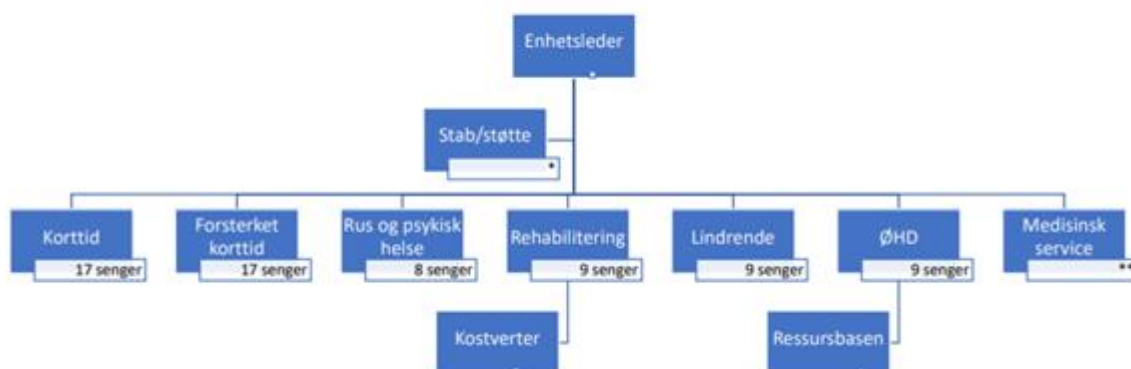 Enhetsleder
Stab/støtte
*
Korttid
17 senger
Forsterket
korttid
17 senger
Rus og psykisk
helse
8 senger
Rehabilitering
9 senger
Lindrende
9 senger
ØHD
9 senger
Medisinsk
service
**
Kostverter
Ressursbasen